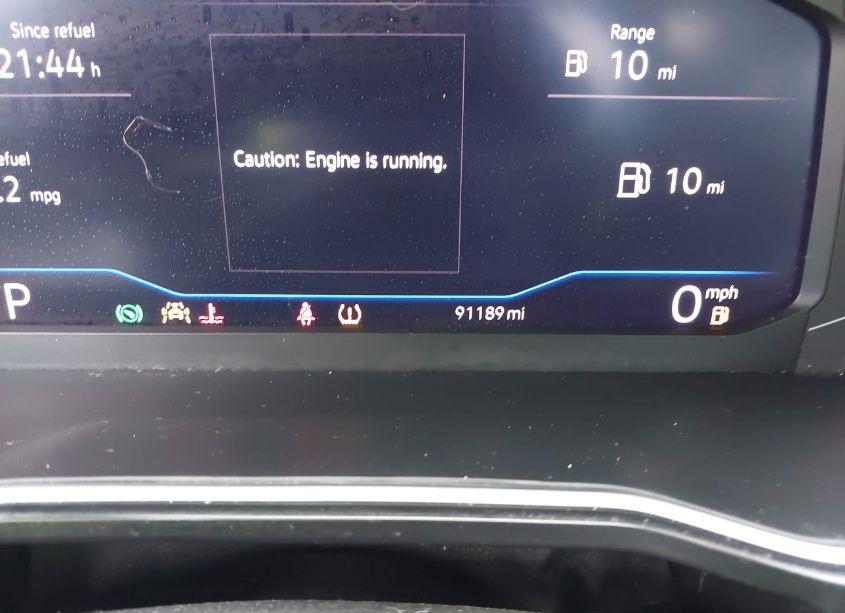 Since refuel
21:44 h
Range
10 mi
Caution: Engine is running.
efuel
.2 mpg
10 mi
P
91189 mi
0 mph